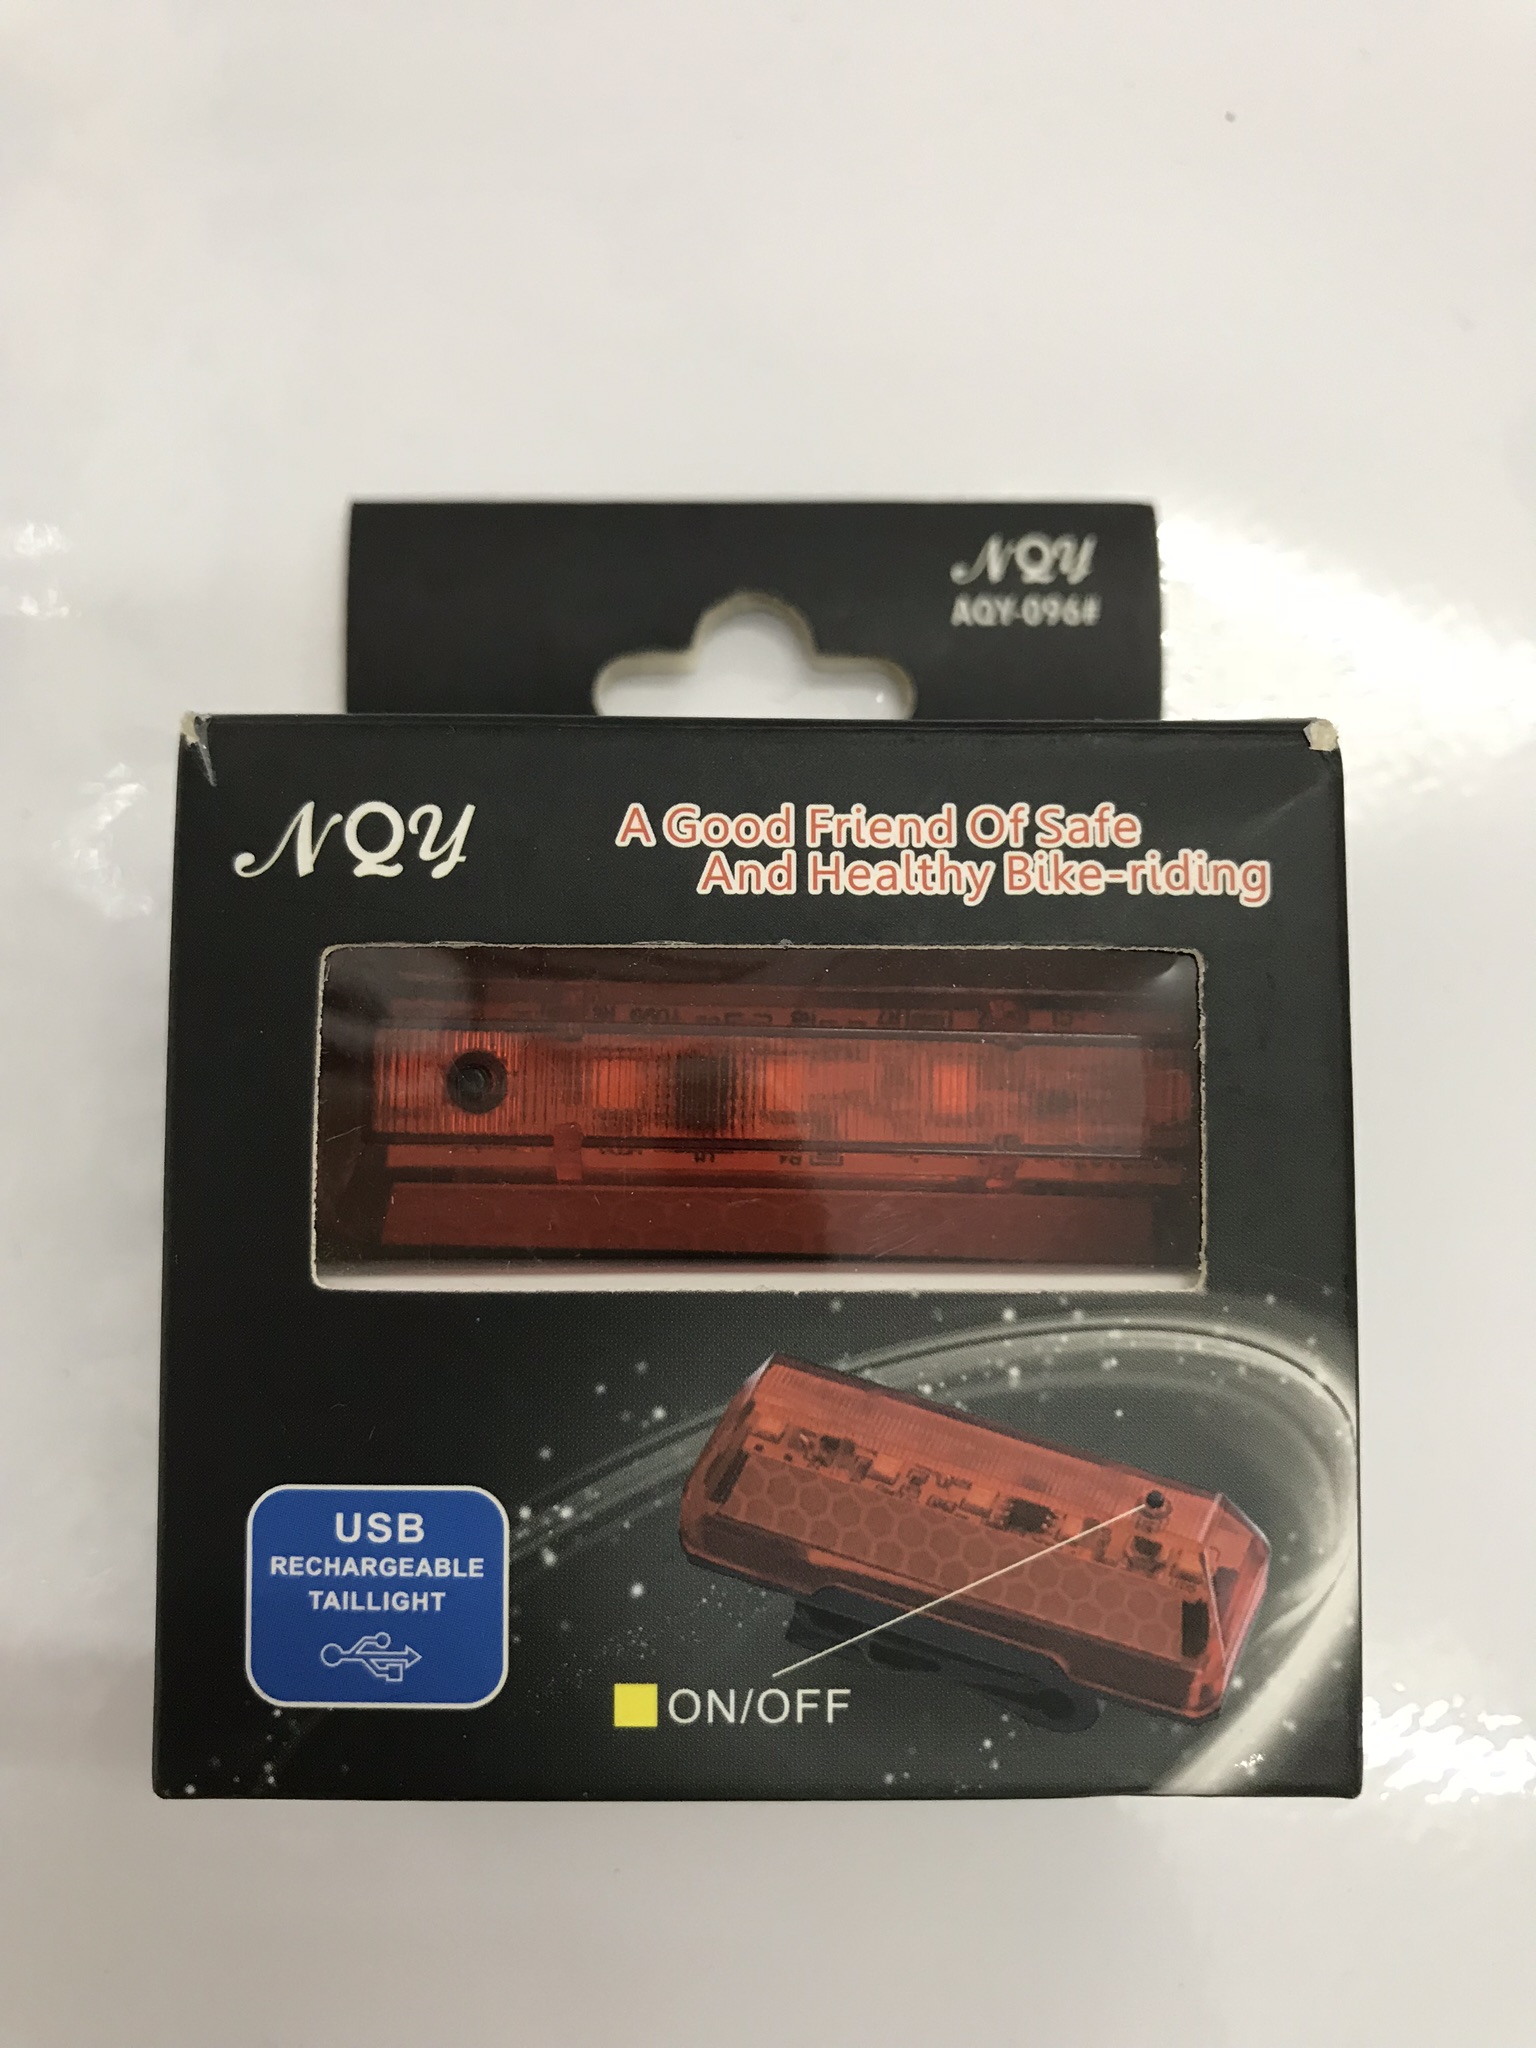 NQY
AQY-096#
NQY
A Good Friend Of Safe
And Healthy Bike-riding
USB
RECHARGEABLE
TAILLIGHT
ON/OFF